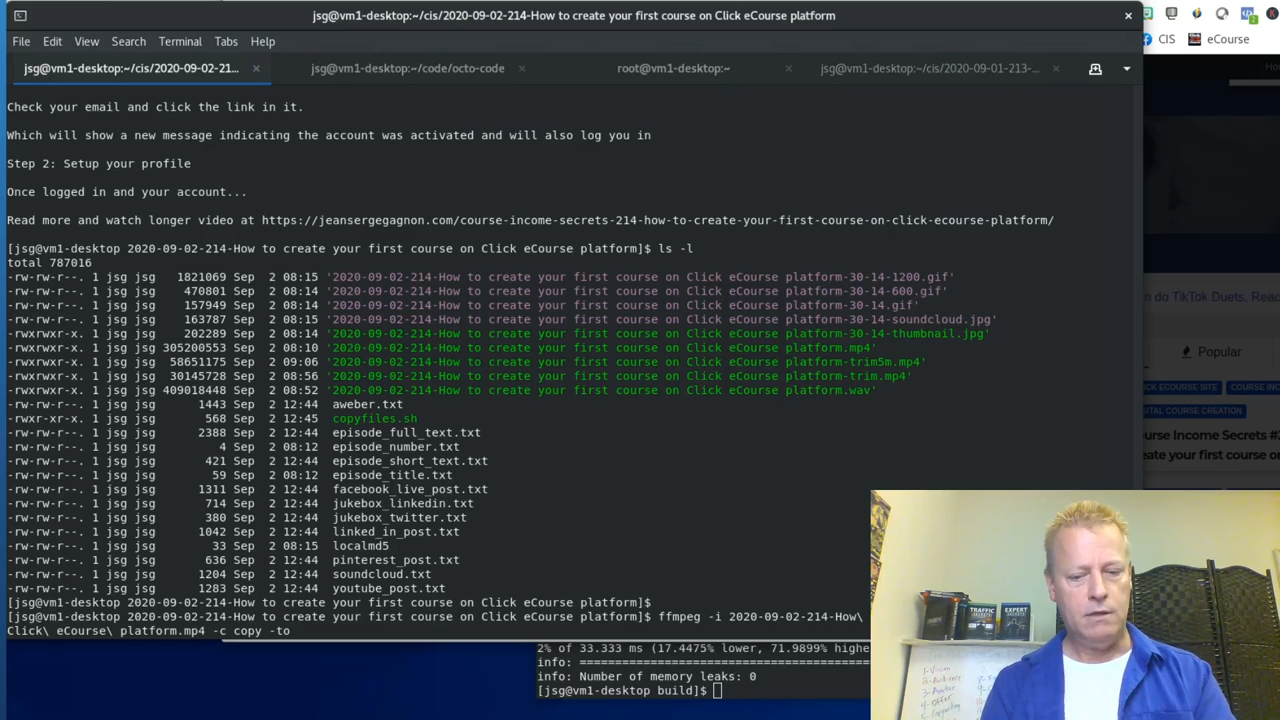 jsg@vm1-desktop:~/cis/2020-09-02-214-How to create your first course on Click eCourse platform
File Edit View Search Terminal Tabs Help
CIS eCourse
jsg@vm1-desktop:~/cis/2020-09-02-21... jsg@vm1-desktop:~/code/octo-code root@vm1-desktop:~ jsg@vm1-desktop:~/cis/2020-09-01-213-...
Check your email and click the link in it.
Which will show a new message indicating the account was activated and will also log you in
Step 2: Setup your profile
Once logged in and your account...
Read more and watch longer video at https://jeansergegagnon.com/course-income-secrets-214-how-to-create-your-first-course-on-click-ecourse-platform/
[jsg@vm1-desktop 2020-09-02-214-How to create your first course on Click eCourse platform]$ ls -l
total 787016
-rw-rw-r--. 1 jsg jsg 1821069 Sep 2 08:15 '2020-09-02-214-How to create your first course on Click eCourse platform-30-14-1200.gif'
-rw-rw-r--. 1 jsg jsg 470801 Sep 2 08:14 '2020-09-02-214-How to create your first course on Click eCourse platform-30-14-600.gif'
-rw-rw-r--. 1 jsg jsg 157949 Sep 2 08:14 '2020-09-02-214-How to create your first course on Click eCourse platform-30-14.gif'
-rw-rw-r--. 1 jsg jsg 163787 Sep 2 08:15 '2020-09-02-214-How to create your first course on Click eCourse platform-30-14-soundcloud.jpg'
-rwxrwxr-x. 1 jsg jsg 202289 Sep 2 08:14 '2020-09-02-214-How to create your first course on Click eCourse platform-30-14-thumbnail.jpg'
-rwxrwxr-x. 1 jsg jsg 305200553 Sep 2 08:10 '2020-09-02-214-How to create your first course on Click eCourse platform.mp4'
-rwxrwxr-x. 1 jsg jsg 58651175 Sep 2 09:06 '2020-09-02-214-How to create your first course on Click eCourse platform-trim5m.mp4'
-rwxrwxr-x. 1 jsg jsg 30145728 Sep 2 08:56 '2020-09-02-214-How to create your first course on Click eCourse platform-trim.mp4'
-rwxrwxr-x. 1 jsg jsg 409018448 Sep 2 08:52 '2020-09-02-214-How to create your first course on Click eCourse platform.wav'
-rw-rw-r--. 1 jsg jsg 1443 Sep 2 12:44 aweber.txt
-rwxr-xr-x. 1 jsg jsg 568 Sep 2 12:45 copyfiles.sh
-rw-rw-r--. 1 jsg jsg 2388 Sep 2 12:44 episode_full_text.txt
-rw-rw-r--. 1 jsg jsg 4 Sep 2 08:12 episode_number.txt
-rw-rw-r--. 1 jsg jsg 421 Sep 2 12:44 episode_short_text.txt
-rw-rw-r--. 1 jsg jsg 59 Sep 2 08:12 episode_title.txt
-rw-rw-r--. 1 jsg jsg 1311 Sep 2 12:44 facebook_live_post.txt
-rw-rw-r--. 1 jsg jsg 714 Sep 2 12:44 jukebox_linkedin.txt
-rw-rw-r--. 1 jsg jsg 380 Sep 2 12:44 jukebox_twitter.txt
-rw-rw-r--. 1 jsg jsg 1042 Sep 2 12:44 linked_in_post.txt
-rw-rw-r--. 1 jsg jsg 33 Sep 2 08:15 localmd5
-rw-rw-r--. 1 jsg jsg 636 Sep 2 12:44 pinterest_post.txt
-rw-rw-r--. 1 jsg jsg 1204 Sep 2 12:44 soundcloud.txt
-rw-rw-r--. 1 jsg jsg 1283 Sep 2 12:44 youtube_post.txt
[jsg@vm1-desktop 2020-09-02-214-How to create your first course on Click eCourse platform]$
[jsg@vm1-desktop 2020-09-02-214-How to create your first course on Click eCourse platform]$ ffmpeg -i 2020-09-02-214-How\
Click\ eCourse\ platform.mp4 -c copy -to
2% of 33.333 ms (17.4475% lower, 71.9899% highe
info: =========================================
info: Number of memory leaks: 0
[jsg@vm1-desktop build]$
do TikTok Duets, Rea
Popular
ICK ECOURSE SITE COURSE INC
GITAL COURSE CREATION
urse Income Secrets #2
eate your first course o
TRAFFIC
SECRETS
EXPERT
SECRETS